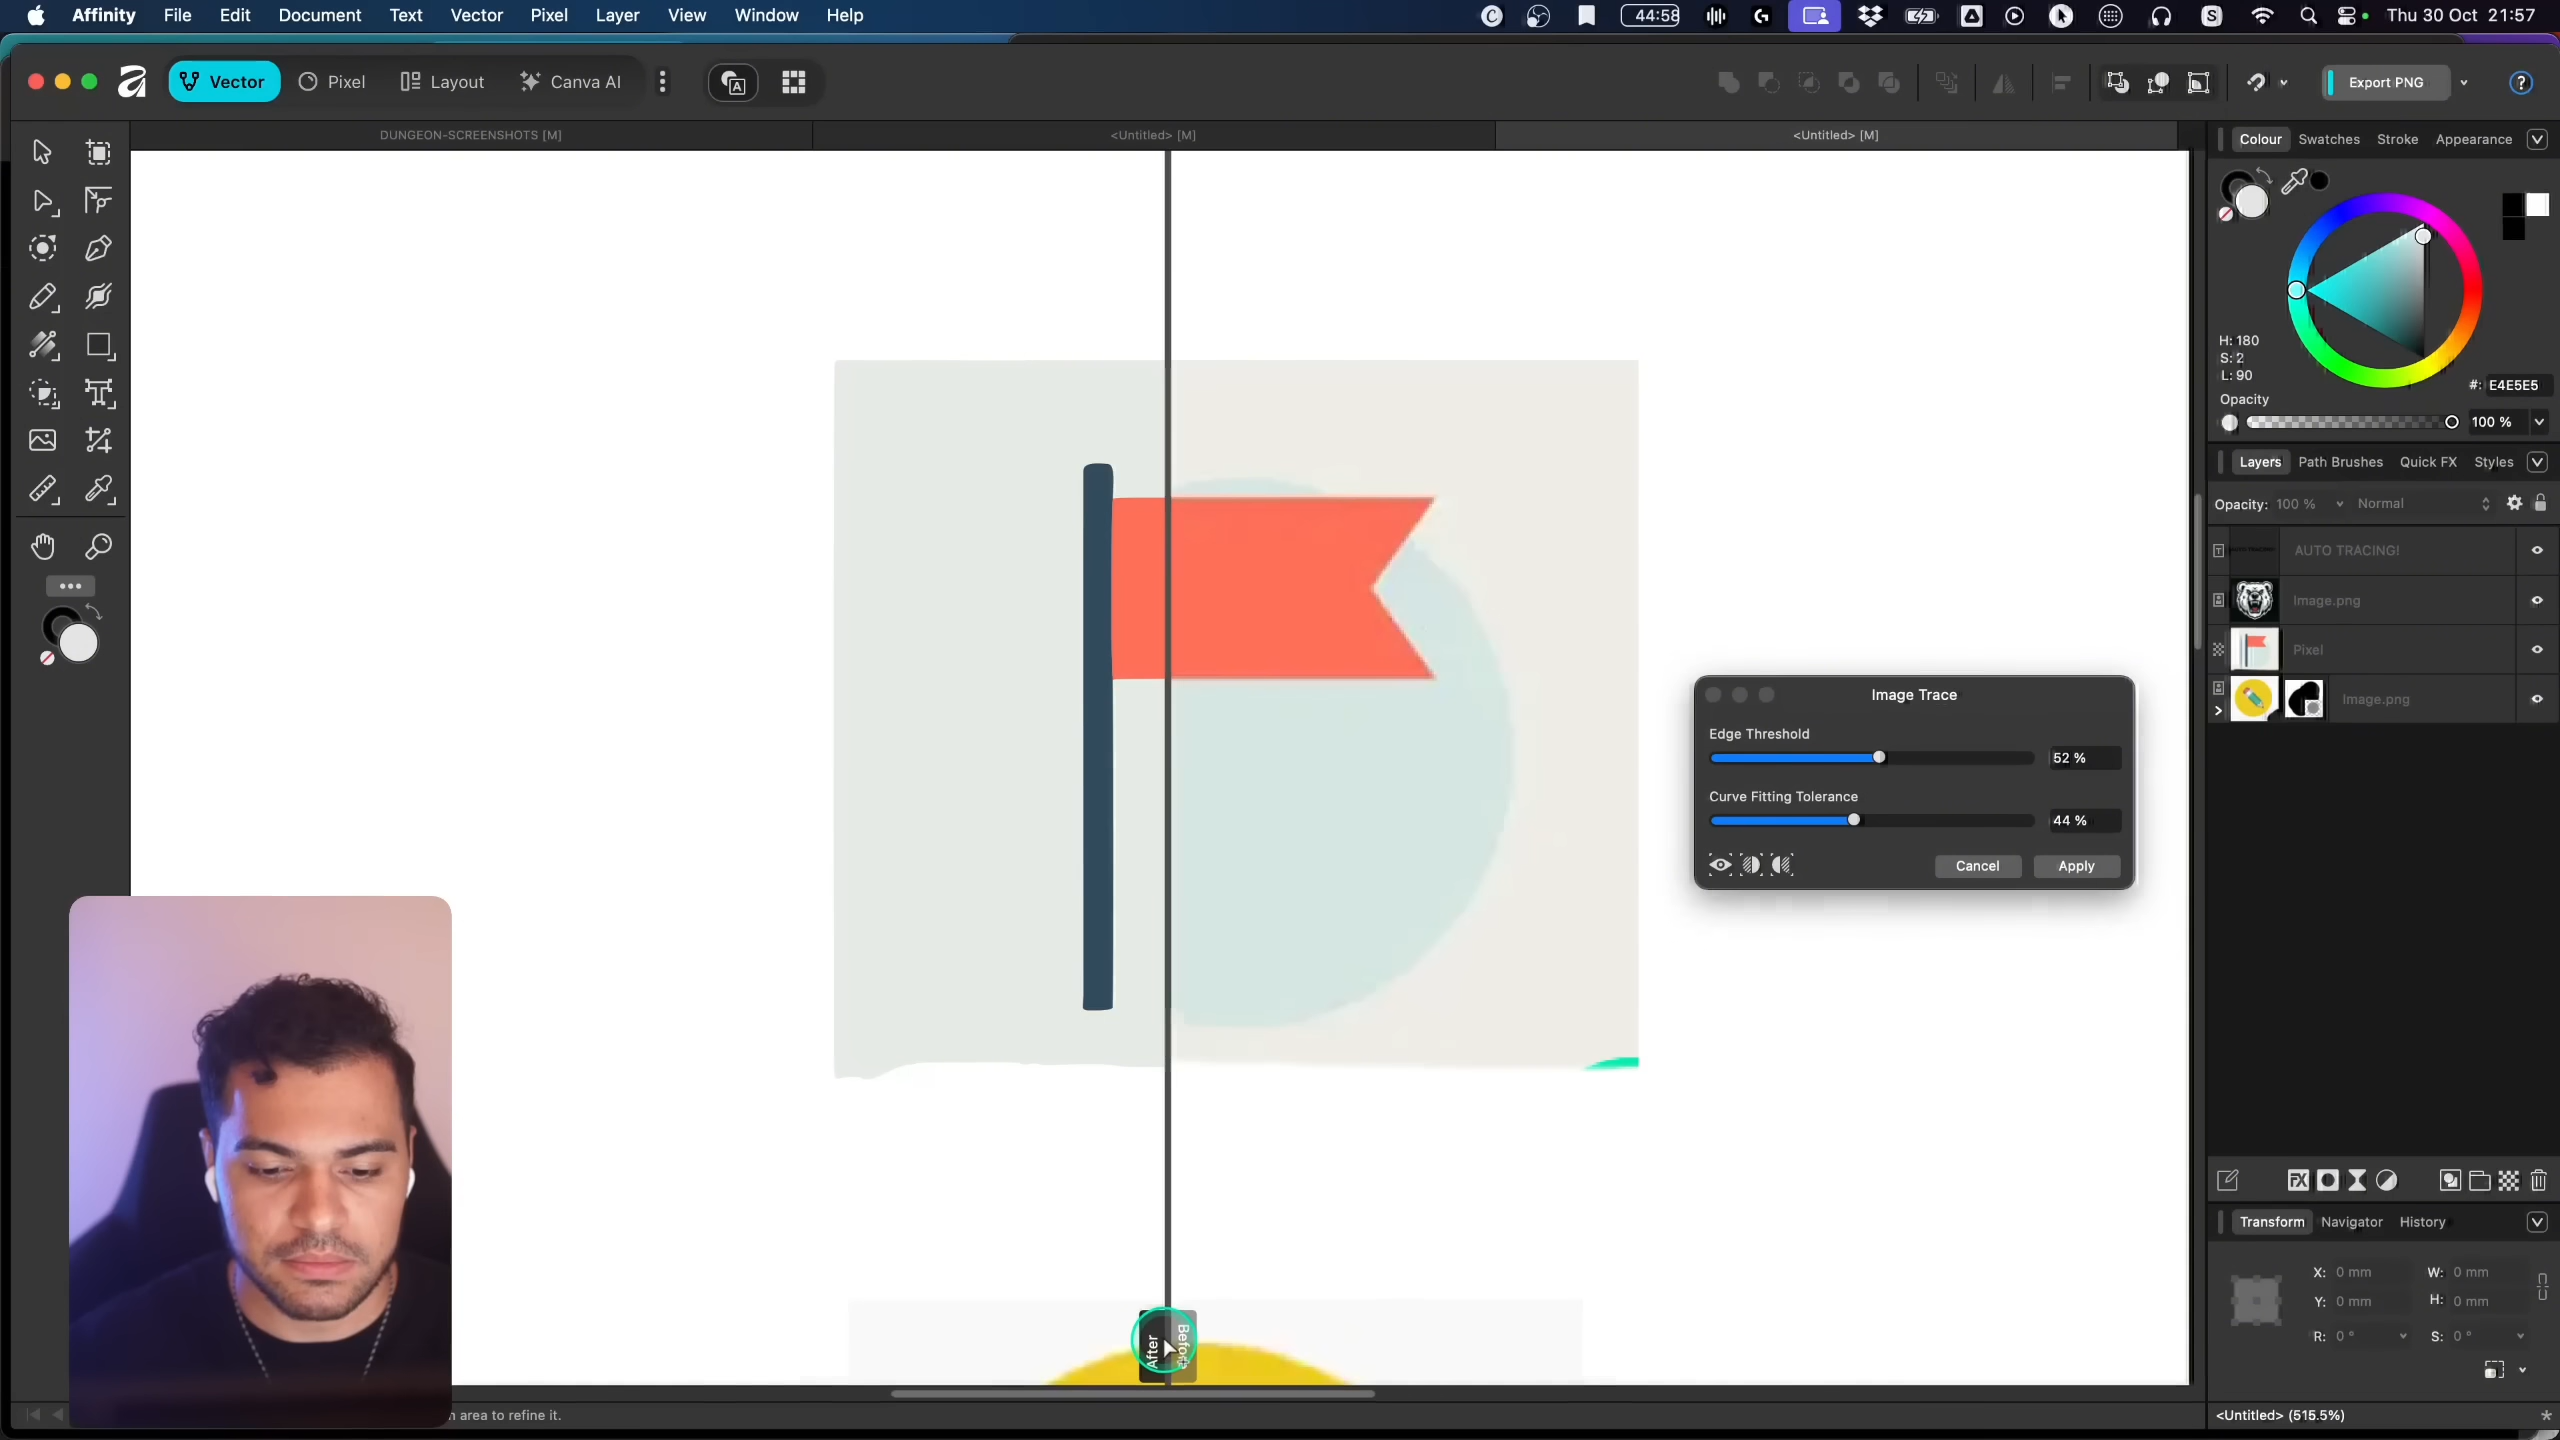 Affinity File Edit Document Text Vector Pixel Layer View Window Help
44:58
Thu 30 Oct 21:57
Vector Pixel Layout Canva AI
Export PNG
DUNGEON-SCREENSHOTS [M]
<Untitled> [M]
<Untitled> [M]
Colour Swatches Stroke Appearance
H: 180
S: 2
L: 90
#: E4E5E5
Opacity
100 %
Layers Path Brushes Quick FX Styles
Opacity: 100 % Normal
AUTO TRACING!
Image.png
Pixel
Image.png
Image Trace
Edge Threshold
52 %
Curve Fitting Tolerance
44 %
Cancel Apply
After
Before
Transform Navigator History
X: 0 mm W: 0 mm
Y: 0 mm H: 0 mm
R: 0 ° S: 0 °
area to refine it.
<Untitled> (515.5%)